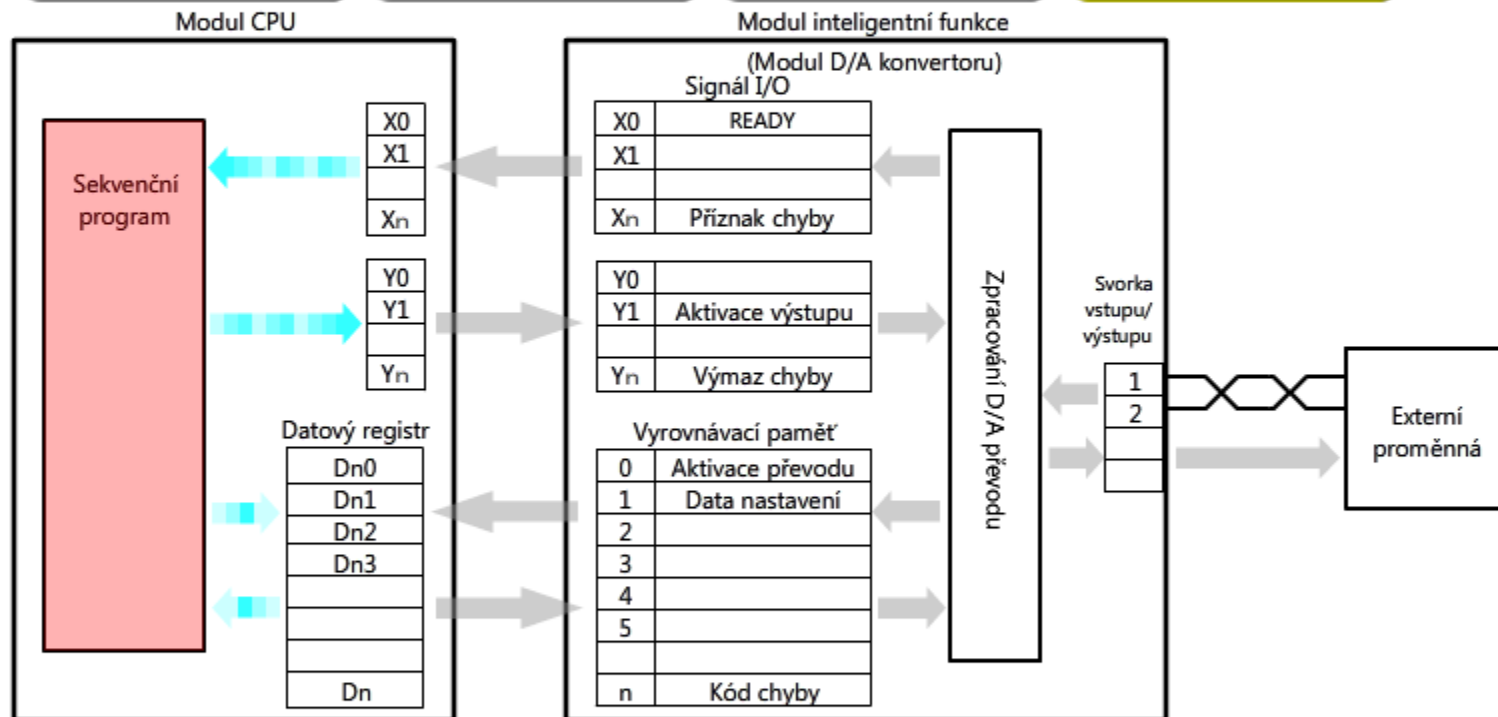 Modul CPU
Modul inteligentní funkce
(Modul D/A konvertoru)
Signál I/O
Sekvenční
program
X0
X1
Xn
Y0
Y1
Yn
Datový registr
Dn0
Dn1
Dn2
Dn3
Dn
X0 READY
X1
Xn Příznak chyby
Y0
Y1 Aktivace výstupu
Yn Výmaz chyby
Vyrovnávací paměť
0 Aktivace převodu
1 Data nastavení
2
3
4
5
n Kód chyby
Zpracování D/A převodu
Svorka
vstupu/
výstupu
1
2
Externí
proměnná